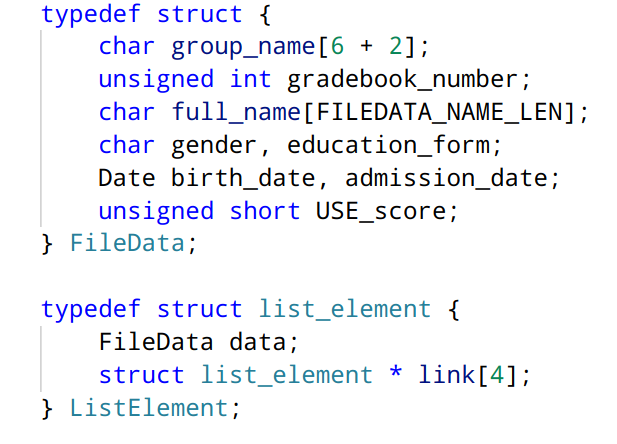 typedef struct {
    char group_name[6 + 2];
    unsigned int gradebook_number;
    char full_name[FILEDATA_NAME_LEN];
    char gender, education_form;
    Date birth_date, admission_date;
    unsigned short USE_score;
} FileData;

typedef struct list_element {
    FileData data;
    struct list_element * link[4];
} ListElement;